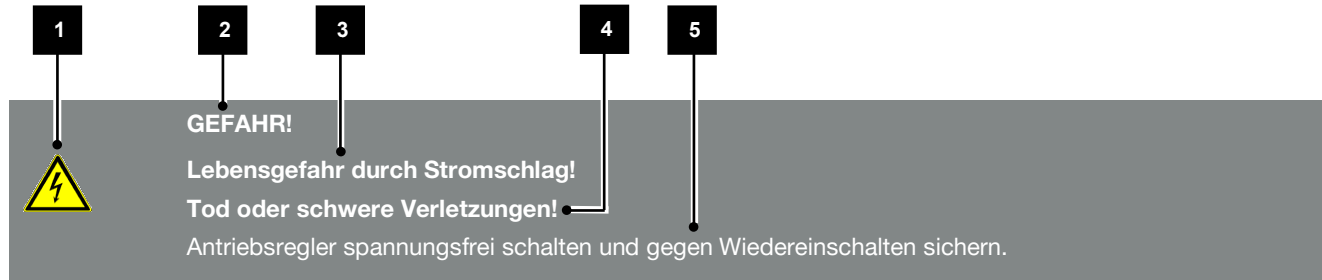 1 2 3 4 5
GEFAHR!
Lebensgefahr durch Stromschlag!
Tod oder schwere Verletzungen!
Antriebsregler spannungsfrei schalten und gegen Wiedereinschalten sichern.